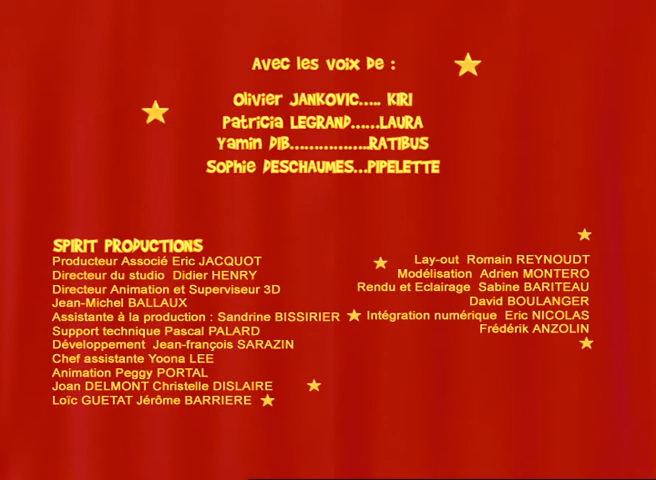 Avec les voix de :
Olivier JANKOVIC..... KIRI
Patricia LEGRAND......LAURA
Yamin DIB.................RATIBUS
Sophie DESCHAUMES...PIPELETTE
SPIRIT PRODUCTIONS
Producteur Associé Eric JACQUOT
Directeur du studio Didier HENRY
Directeur Animation et Superviseur 3D
Jean-Michel BALLAUX
Assistante à la production : Sandrine BISSIRIER
Support technique Pascal PALARD
Développement Jean-françois SARAZIN
Chef assistante Yoona LEE
Animation Peggy PORTAL
Joan DELMONT Christelle DISLAIRE
Loïc GUETAT Jérôme BARRIERE
Lay-out Romain REYNOUDT
Modélisation Adrien MONTERO
Rendu et Eclairage Sabine BARITEAU
David BOULANGER
Intégration numérique Eric NICOLAS
Frédérik ANZOLIN